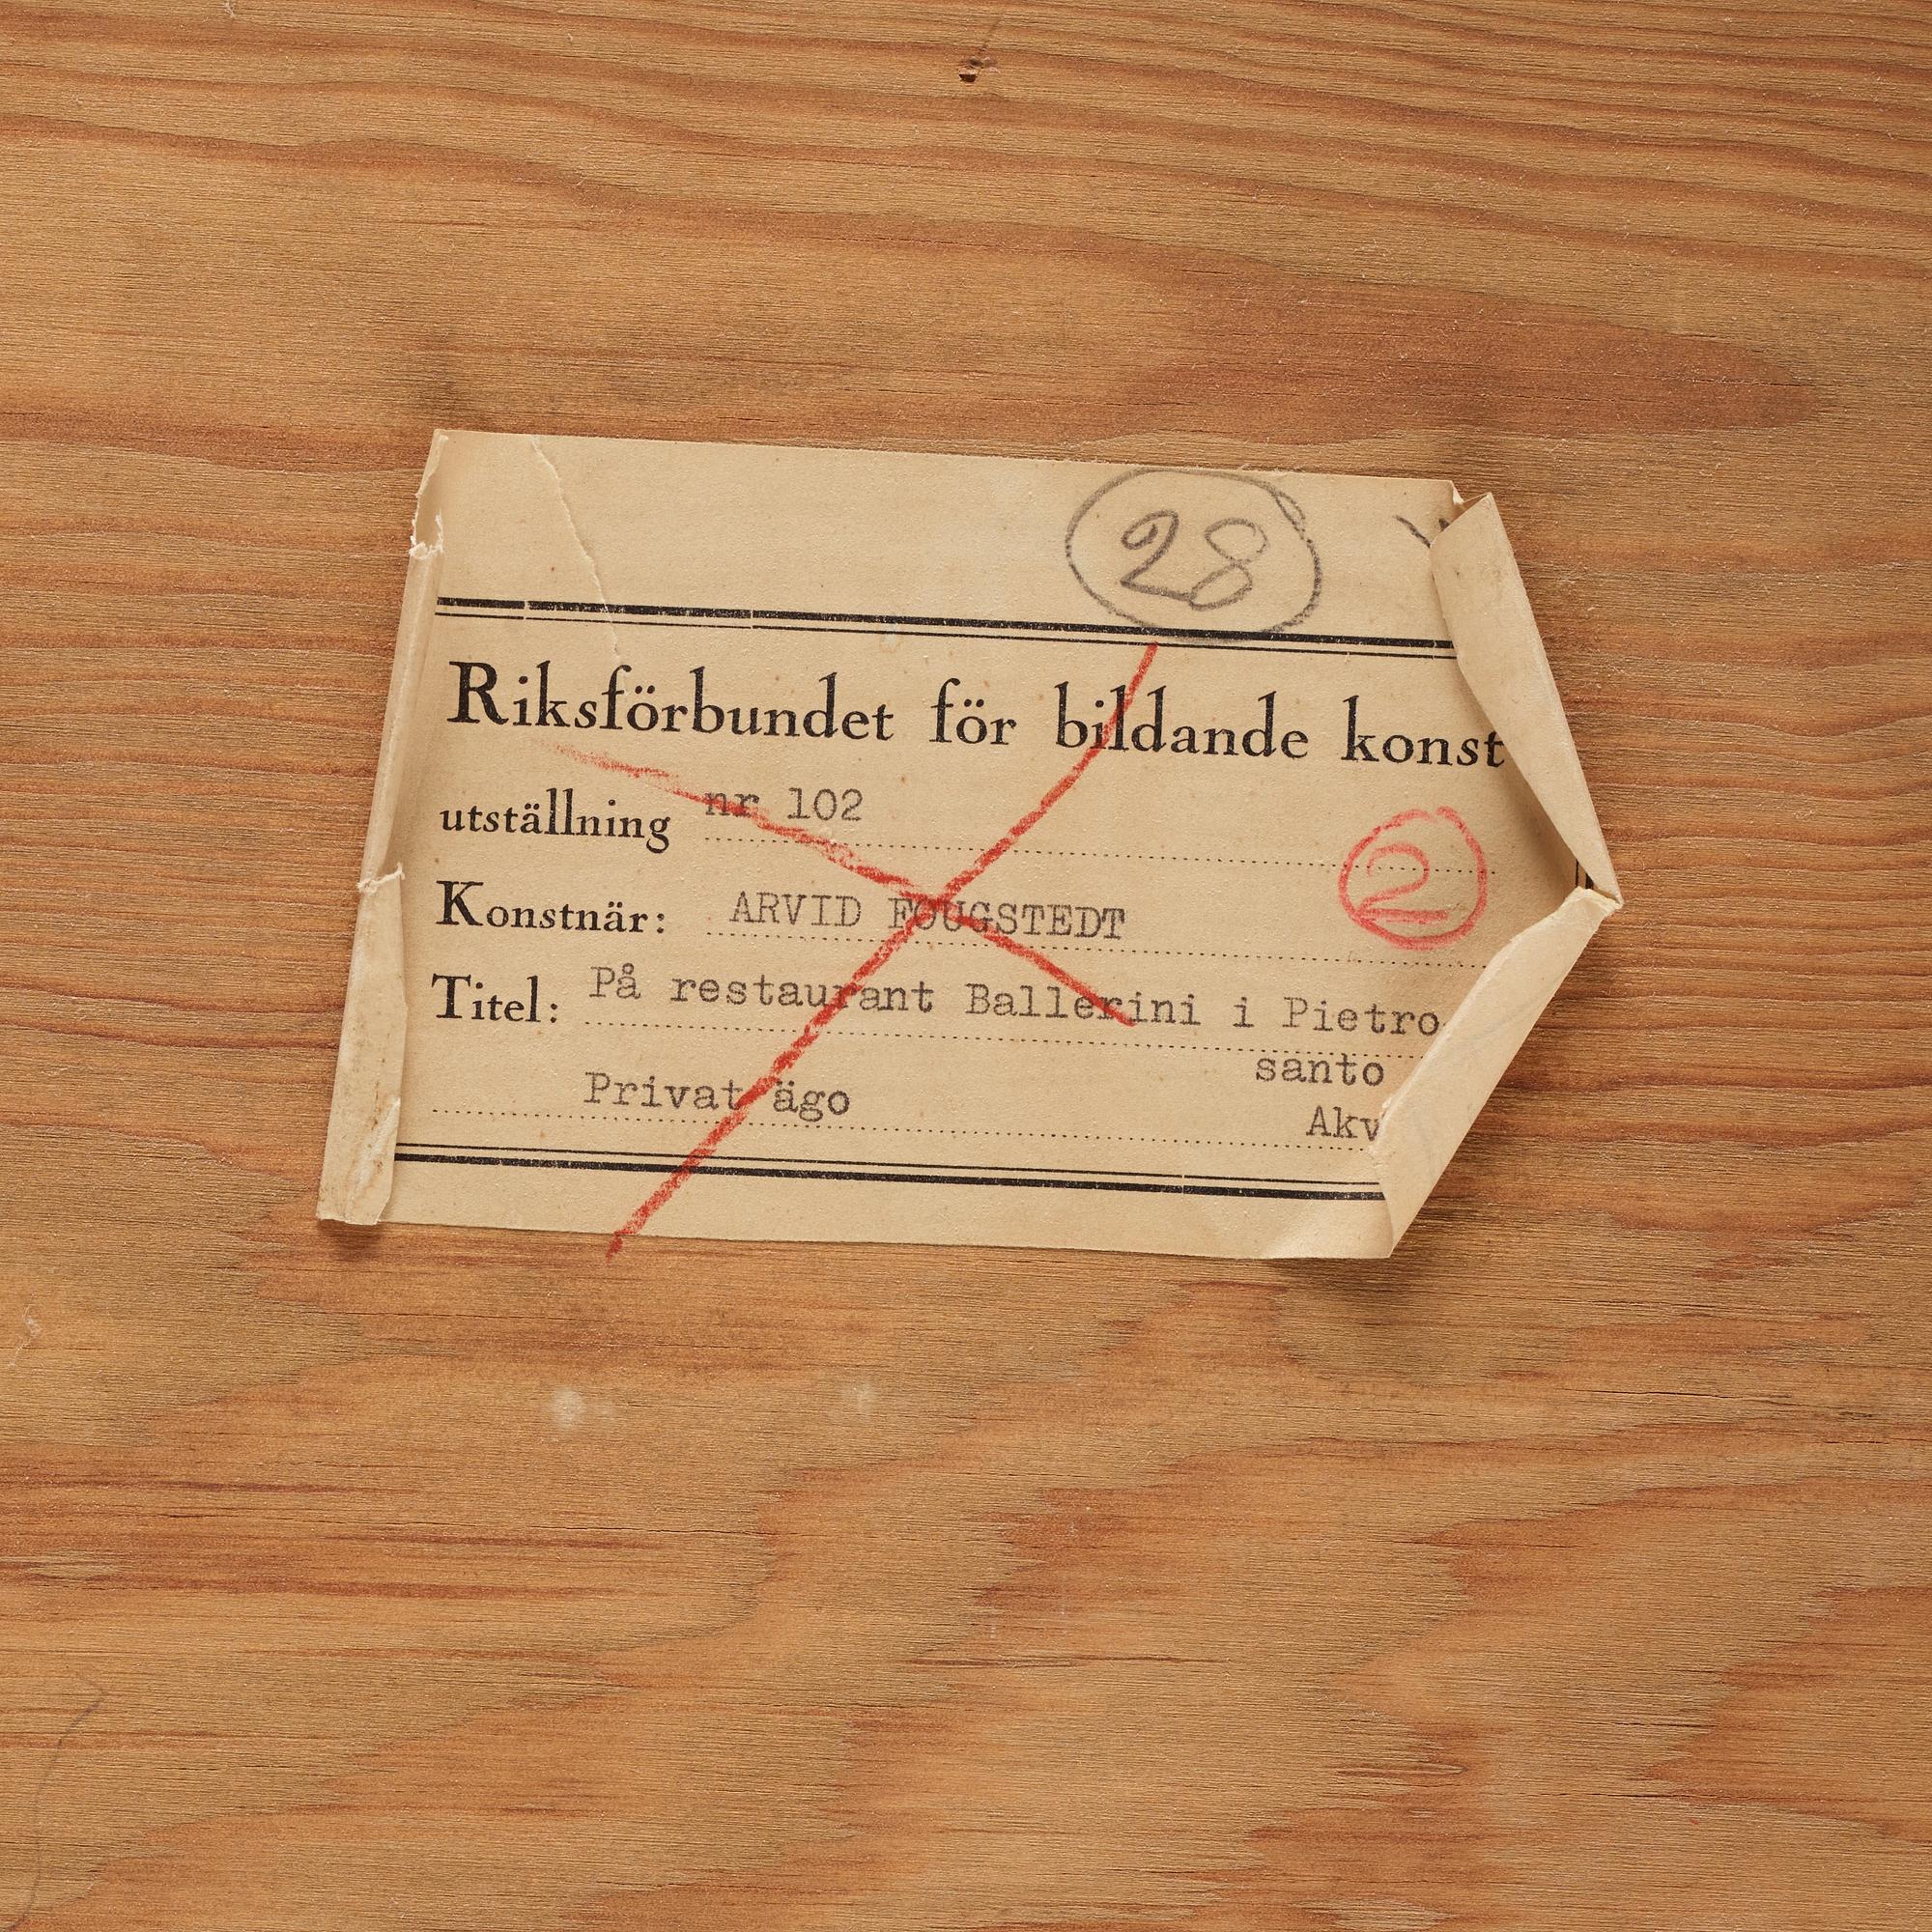 28
Riksförbundet för bildande konst
utställning nr 102
2
Konstnär: ARVID FOUGSTEDT
Titel: På restaurant Ballerini i Pietro-
santo
Privat ägo Akv